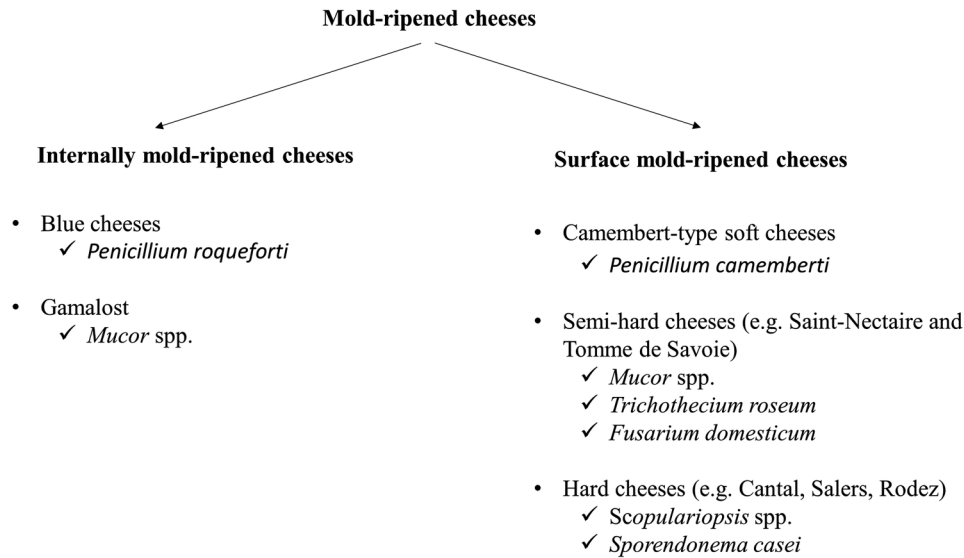 Mold-ripened cheeses
Internally mold-ripened cheeses
• Blue cheeses
✓ Penicillium roqueforti
• Gamalost
✓ Mucor spp.
Surface mold-ripened cheeses
• Camembert-type soft cheeses
✓ Penicillium camemberti
• Semi-hard cheeses (e.g. Saint-Nectaire and
Tomme de Savoie)
✓ Mucor spp.
✓ Trichothecium roseum
✓ Fusarium domesticum
• Hard cheeses (e.g. Cantal, Salers, Rodez)
✓ Scopulariopsis spp.
✓ Sporendonema casei